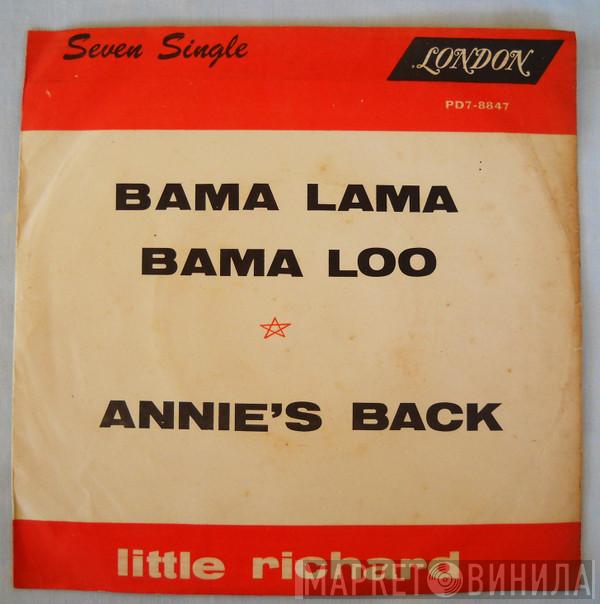 Seven Single
LONDON
PD7-8847
BAMA LAMA
BAMA LOO
ANNIE'S BACK
little richard
МАРКЕТ ВИНИЛА